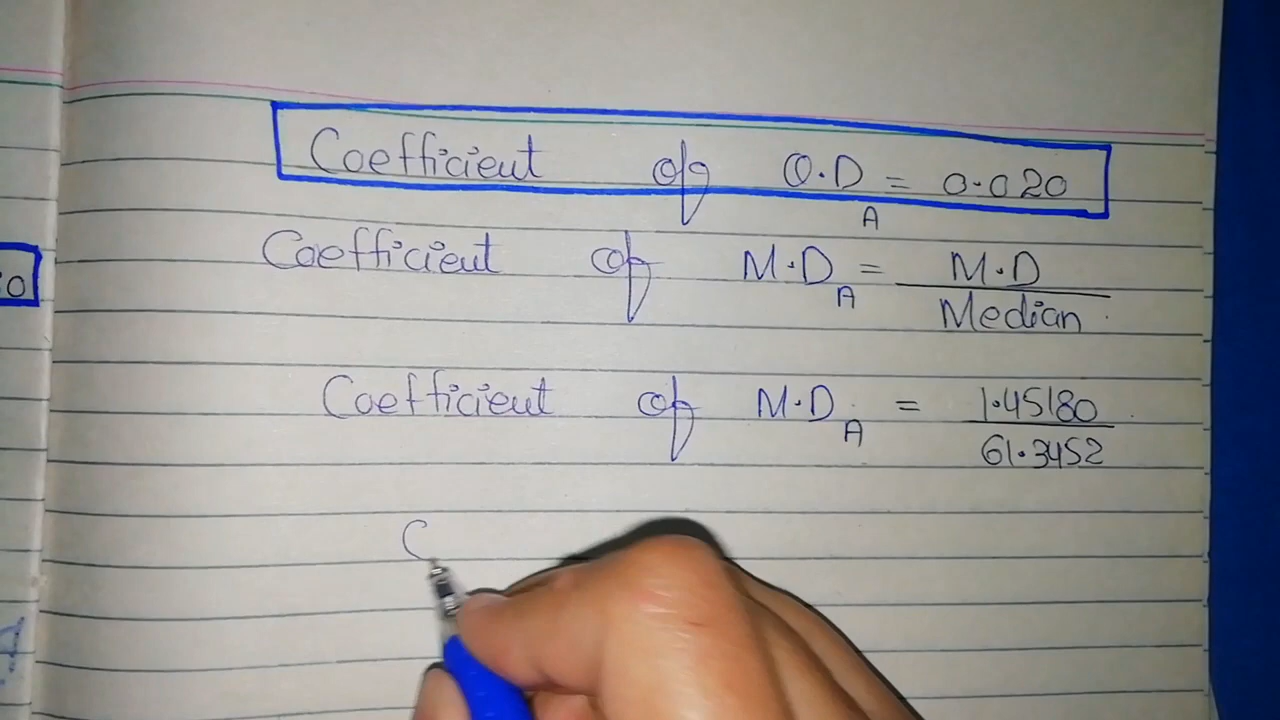 Coefficient of Q.D A = 0.020
Coefficient of M.D A = M.D
Median
Coefficient of M.D A = 1.45180
61.3452
C